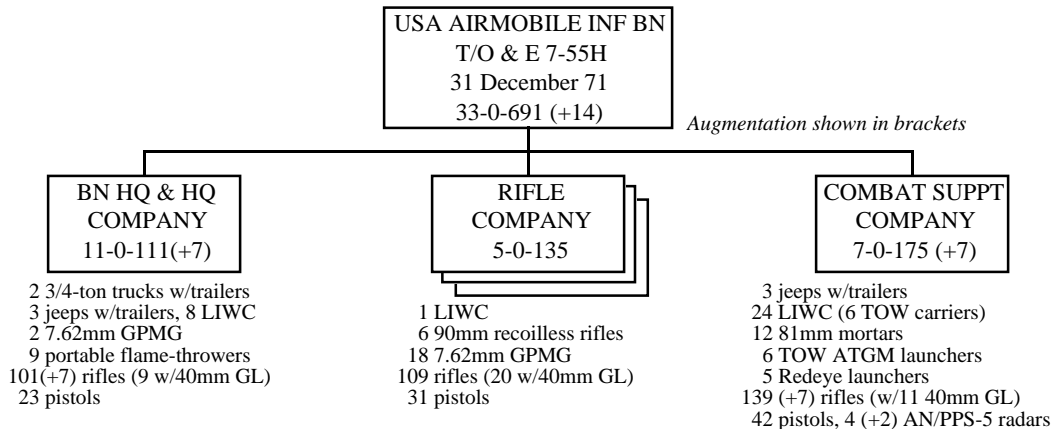 USA AIRMOBILE INF BN
T/O & E 7-55H
31 December 71
33-0-691 (+14)
Augmentation shown in brackets
BN HQ & HQ
COMPANY
11-0-111(+7)
2 3/4-ton trucks w/trailers
3 jeeps w/trailers, 8 LIWC
2 7.62mm GPMG
9 portable flame-throwers
101(+7) rifles (9 w/40mm GL)
23 pistols
RIFLE
COMPANY
5-0-135
1 LIWC
6 90mm recoilless rifles
18 7.62mm GPMG
109 rifles (20 w/40mm GL)
31 pistols
COMBAT SUPPT
COMPANY
7-0-175 (+7)
3 jeeps w/trailers
24 LIWC (6 TOW carriers)
12 81mm mortars
6 TOW ATGM launchers
5 Redeye launchers
139 (+7) rifles (w/11 40mm GL)
42 pistols, 4 (+2) AN/PPS-5 radars